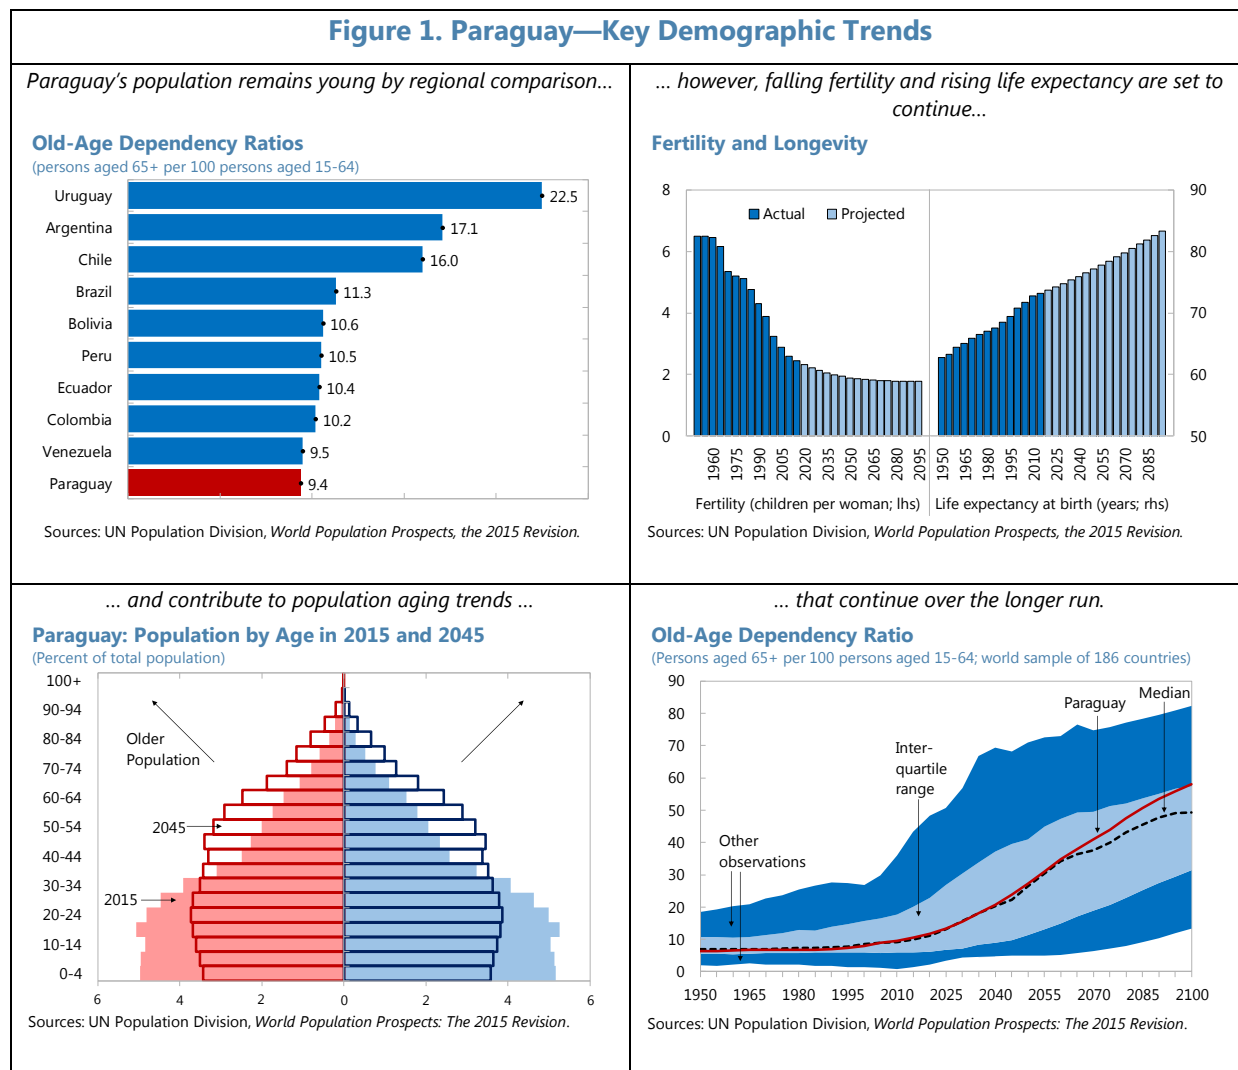 Figure 1. Paraguay—Key Demographic Trends
Paraguay's population remains young by regional comparison…
Old-Age Dependency Ratios
(persons aged 65+ per 100 persons aged 15-64)
Uruguay 22.5
Argentina 17.1
Chile 16.0
Brazil 11.3
Bolivia 10.6
Peru 10.5
Ecuador 10.4
Colombia 10.2
Venezuela 9.5
Paraguay 9.4
Sources: UN Population Division, World Population Prospects, the 2015 Revision.
… however, falling fertility and rising life expectancy are set to
continue…
Fertility and Longevity
8 90
Actual Projected
6 80
4 70
2 60
0 50
1960 1975 1990 2005 2020 2035 2050 2065 2080 2095 1950 1965 1980 1995 2010 2025 2040 2055 2070 2085
Fertility (children per woman; lhs) Life expectancy at birth (years; rhs)
Sources: UN Population Division, World Population Prospects, the 2015 Revision.
… and contribute to population aging trends …
Paraguay: Population by Age in 2015 and 2045
(Percent of total population)
100+
90-94
80-84
Older
Population
70-74
60-64
50-54
2045
40-44
30-34
2015
20-24
10-14
0-4
6 4 2 0 2 4 6
Sources: UN Population Division, World Population Prospects: The 2015 Revision.
… that continue over the longer run.
Old-Age Dependency Ratio
(Persons aged 65+ per 100 persons aged 15-64; world sample of 186 countries)
90
Median
Paraguay
80
70
Inter-
quartile
range
60
50
40
Other
observations
30
20
10
0
1950 1965 1980 1995 2010 2025 2040 2055 2070 2085 2100
Sources: UN Population Division, World Population Prospects: The 2015 Revision.